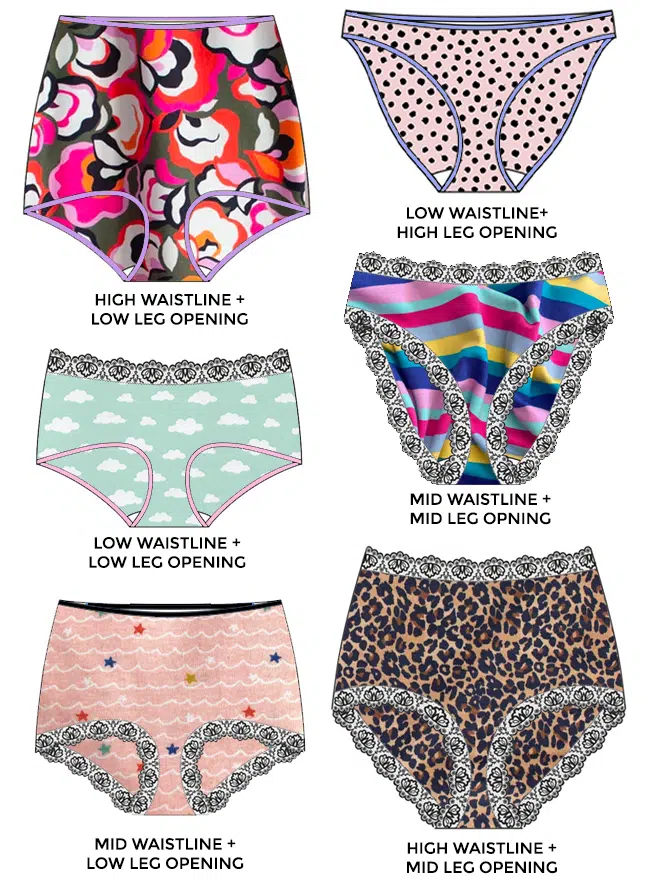 HIGH WAISTLINE +
LOW LEG OPENING
LOW WAISTLINE+
HIGH LEG OPENING
LOW WAISTLINE +
LOW LEG OPENING
MID WAISTLINE +
MID LEG OPNING
MID WAISTLINE +
LOW LEG OPENING
HIGH WAISTLINE +
MID LEG OPENING